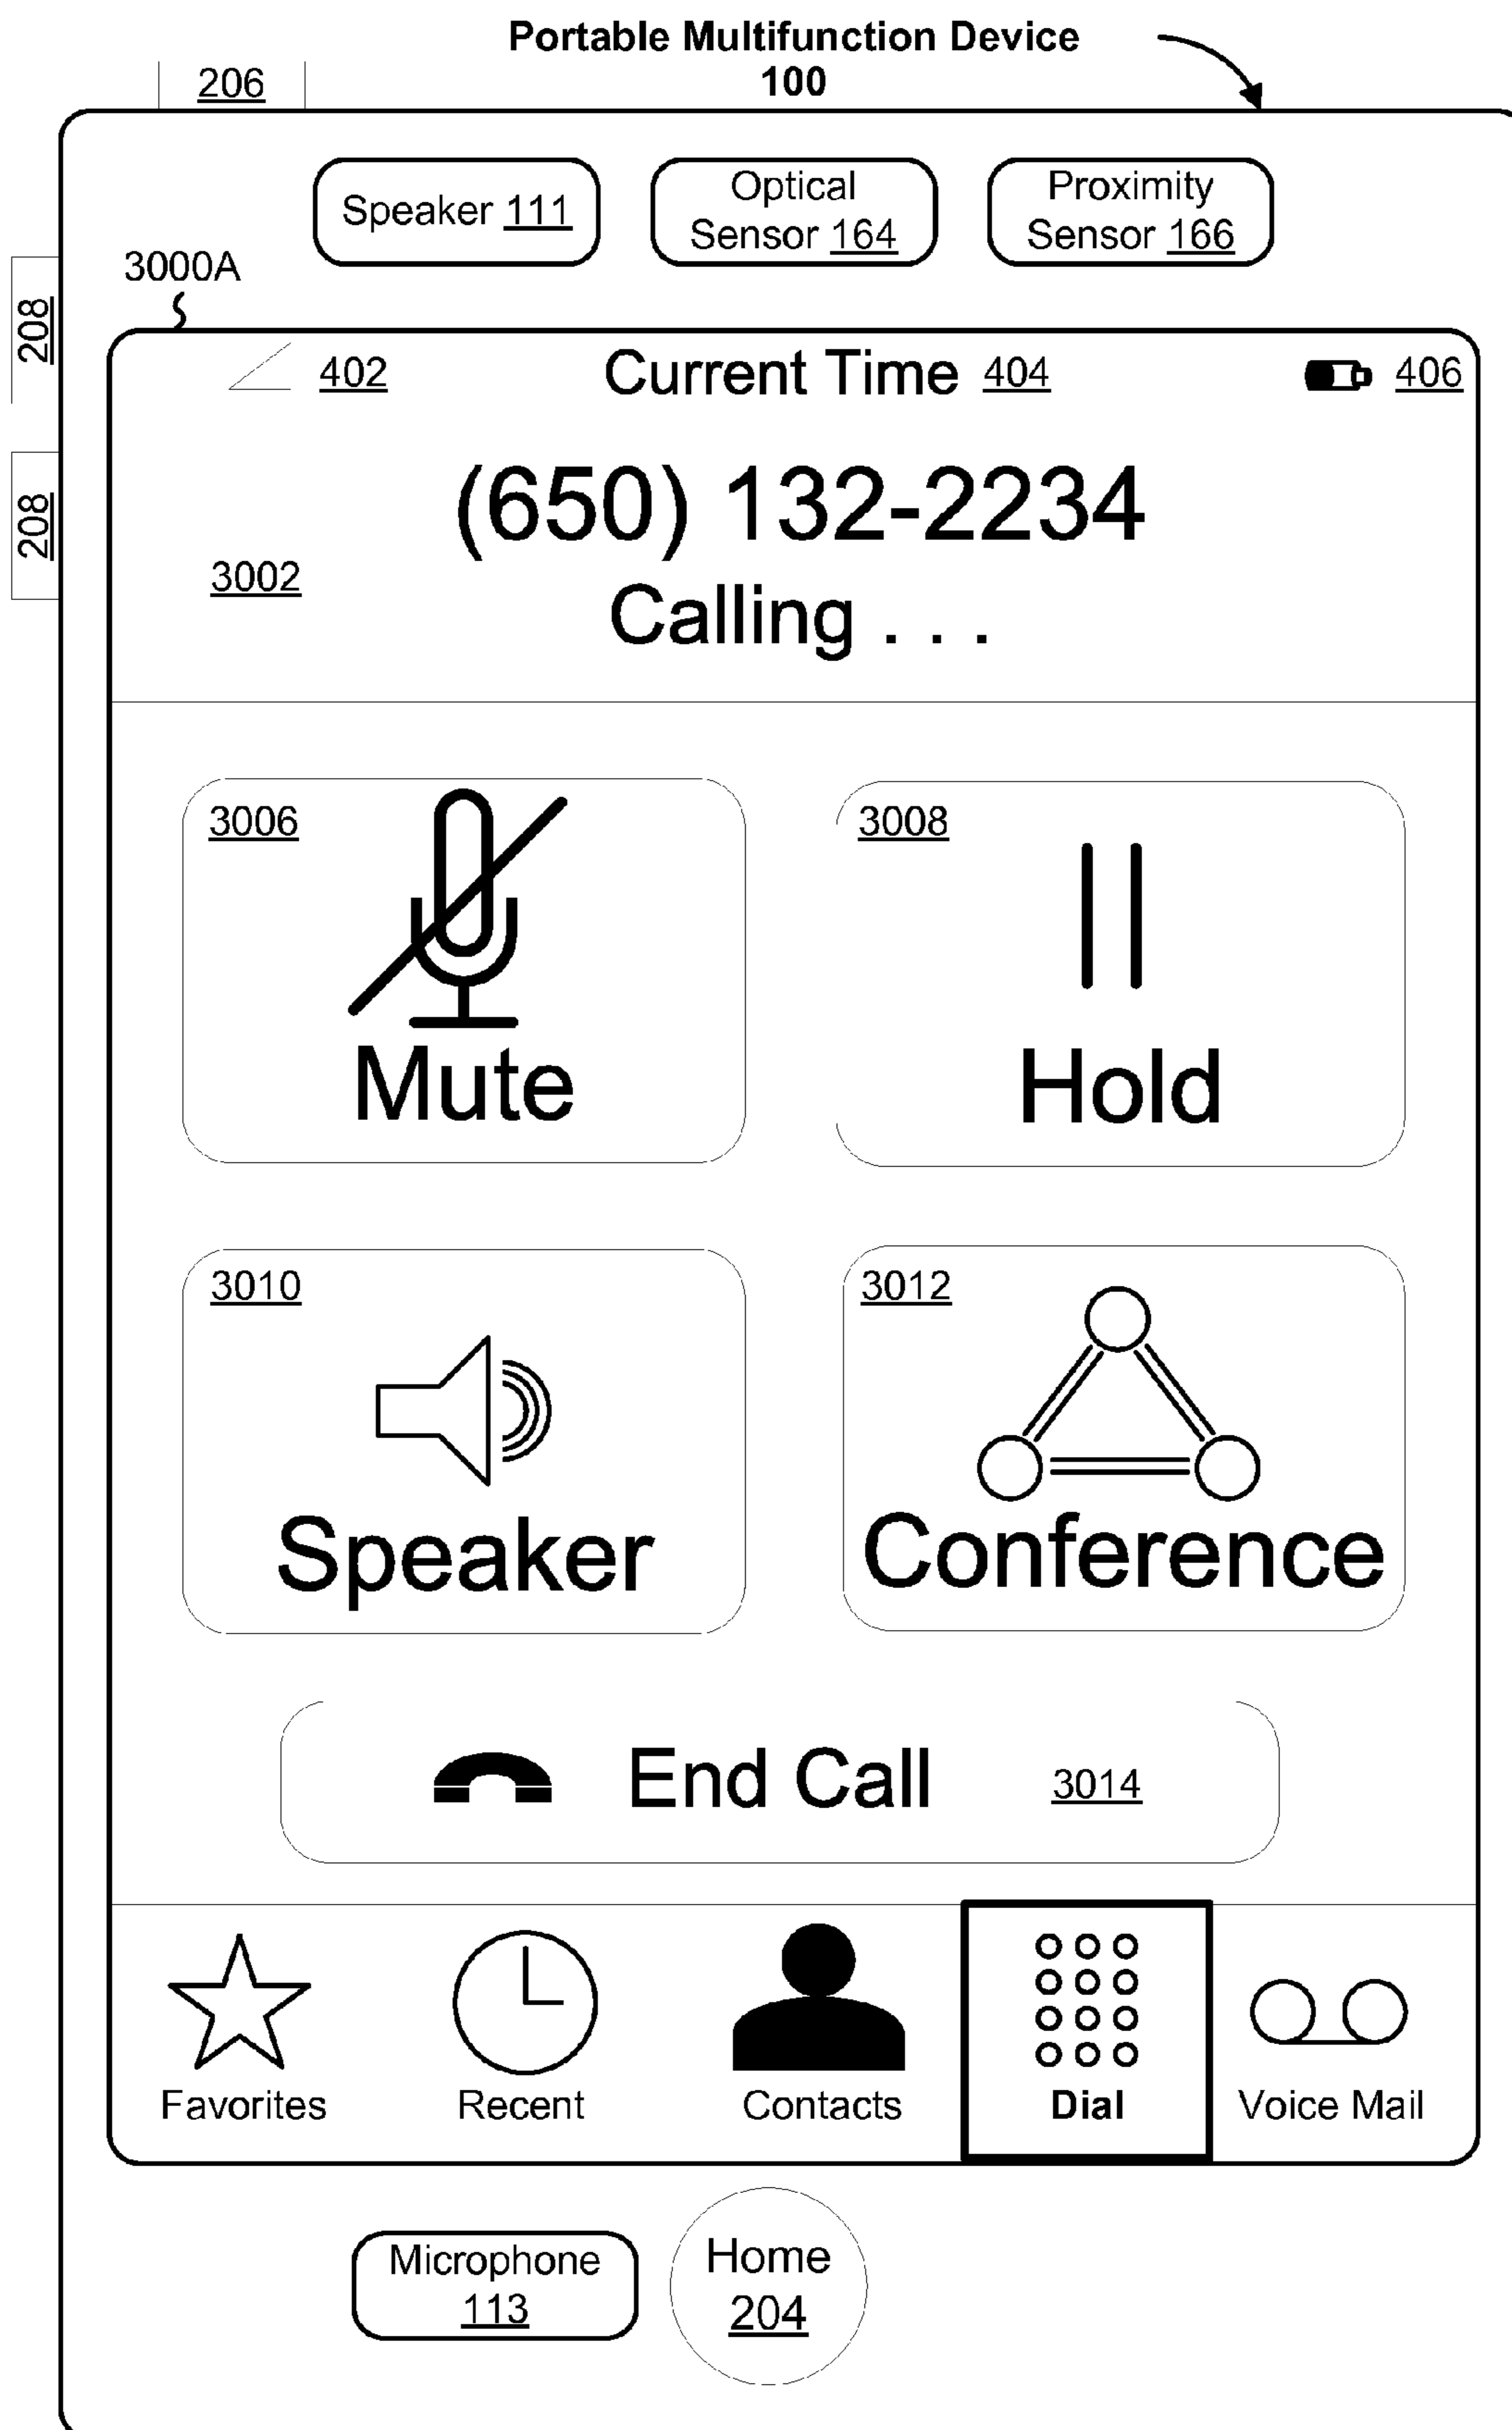 Portable Multifunction Device
100
206
Speaker 111
Optical
Sensor 164
Proximity
Sensor 166
3000A
208
208
402
Current Time 404
406
(650) 132-2234
3002
Calling . . .
3006
Mute
3008
Hold
3010
Speaker
3012
Conference
End Call
3014
Favorites
Recent
Contacts
Dial
Voice Mail
Microphone
113
Home
204